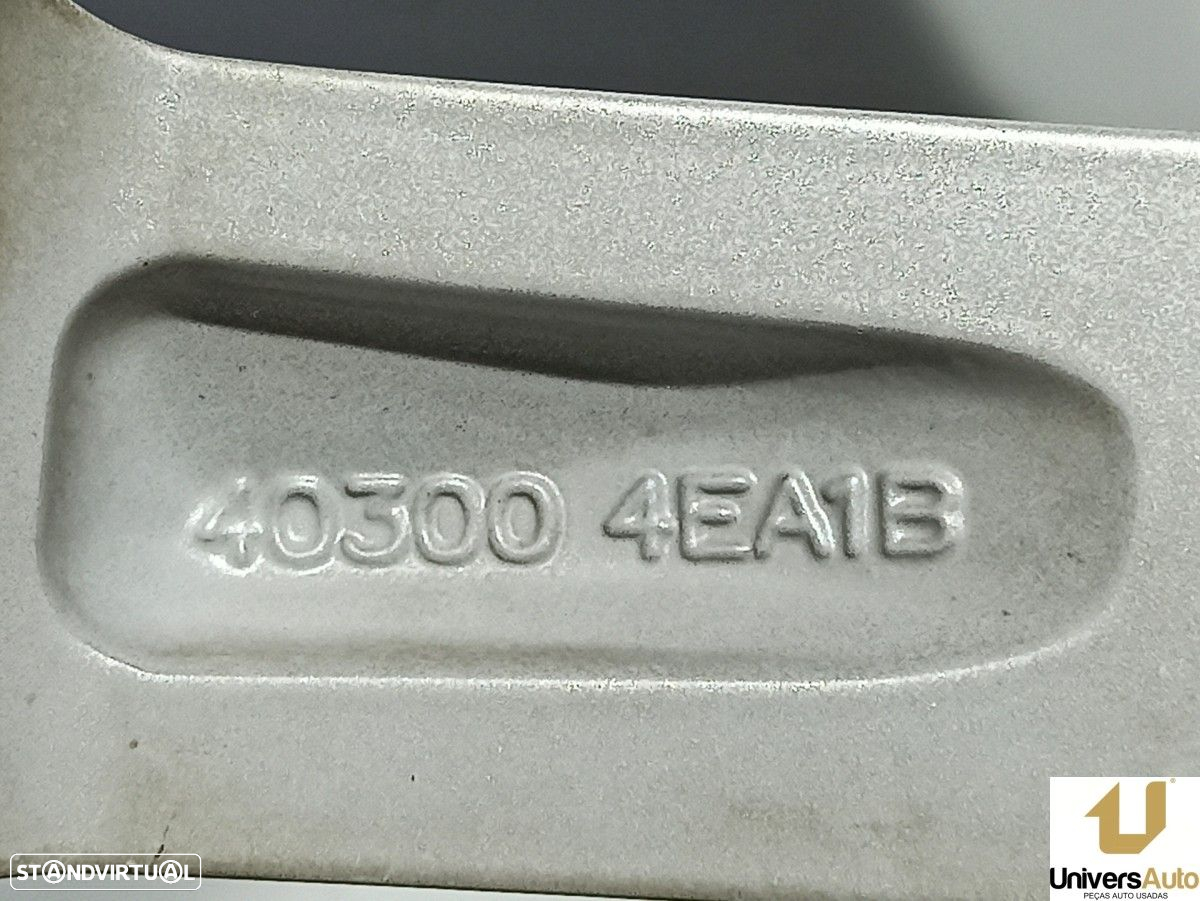 40300 4EA1B
STANDVIRTUAL
UniversAuto
PEÇAS AUTO USADAS